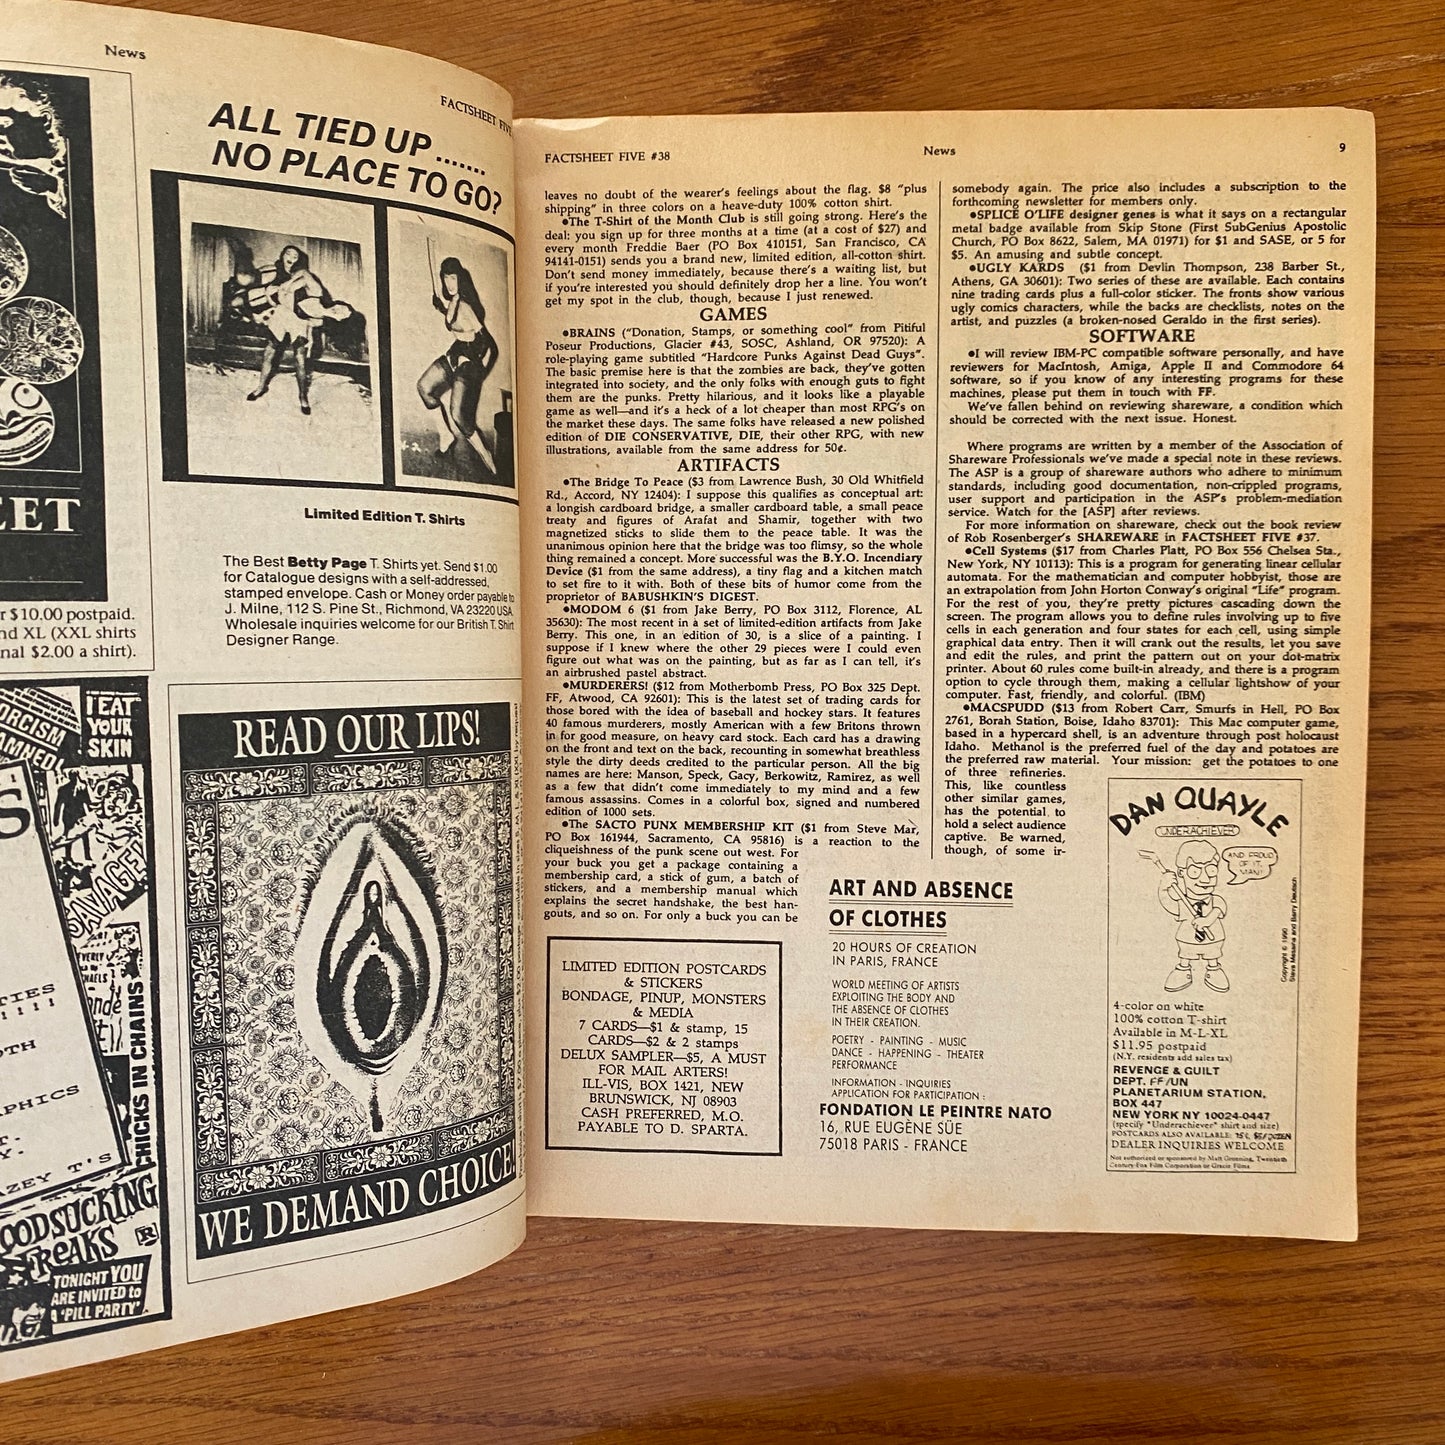 News
FACTSHEET FIVE
ALL TIED UP .......
NO PLACE TO GO?
Limited Edition T. Shirts
The Best Betty Page T. Shirts yet. Send $1.00
for Catalogue designs with a self-addressed,
stamped envelope. Cash or Money order payable to
J. Milne, 112 S. Pine St., Richmond, VA 23220 USA.
Wholesale inquiries welcome for our British T. Shirt
Designer Range.
$10.00 postpaid.
XL (XXL shirts
$2.00 a shirt).
I EAT
YOUR
SKIN
SAVAGE!
CHICKS IN CHAINS
FREAKS
TONIGHT YOU
ARE INVITED to
A 'PILL PARTY'
READ OUR LIPS!
WE DEMAND CHOICE!
FACTSHEET FIVE #38
News
9
leaves no doubt of the wearer's feelings about the flag. $8 "plus
shipping" in three colors on a heave-duty 100% cotton shirt.
●The T-Shirt of the Month Club is still going strong. Here's the
deal: you sign up for three months at a time (at a cost of $27) and
every month Freddie Baer (PO Box 410151, San Francisco, CA
94141-0151) sends you a brand new, limited edition, all-cotton shirt.
Don't send money immediately, because there's a waiting list, but
if you're interested you should definitely drop her a line. You won't
get my spot in the club, though, because I just renewed.
GAMES
●BRAINS ("Donation, Stamps, or something cool" from Pitiful
Poseur Productions, Glacier #43, SOSC, Ashland, OR 97520): A
role-playing game subtitled "Hardcore Punks Against Dead Guys".
The basic premise here is that the zombies are back, they've gotten
integrated into society, and the only folks with enough guts to fight
them are the punks. Pretty hilarious, and it looks like a playable
game as well—and it's a heck of a lot cheaper than most RPG's on
the market these days. The same folks have released a new polished
edition of DIE CONSERVATIVE, DIE, their other RPG, with new
illustrations, available from the same address for 50¢.
ARTIFACTS
●The Bridge To Peace ($3 from Lawrence Bush, 30 Old Whitfield
Rd., Accord, NY 12404): I suppose this qualifies as conceptual art:
a longish cardboard bridge, a smaller cardboard table, a small peace
treaty and figures of Arafat and Shamir, together with two
magnetized sticks to slide them to the peace table. It was the
unanimous opinion here that the bridge was too flimsy, so the whole
thing remained a concept. More successful was the B.Y.O. Incendiary
Device ($1 from the same address), a tiny flag and a kitchen match
to set fire to it with. Both of these bits of humor come from the
proprietor of BABUSHKIN'S DIGEST.
●MODOM 6 ($1 from Jake Berry, PO Box 3112, Florence, AL
35630): The most recent in a set of limited-edition artifacts from Jake
Berry. This one, in an edition of 30, is a slice of a painting. I
suppose if I knew where the other 29 pieces were I could even
figure out what was on the painting, but as far as I can tell, it's
an airbrushed pastel abstract.
●MURDERERS! ($12 from Motherbomb Press, PO Box 325 Dept.
FF, Atwood, CA 92601): This is the latest set of trading cards for
those bored with the idea of baseball and hockey stars. It features
40 famous murderers, mostly American with a few Britons thrown
in for good measure, on heavy card stock. Each card has a drawing
on the front and text on the back, recounting in somewhat breathless
style the dirty deeds credited to the particular person. All the big
names are here: Manson, Speck, Gacy, Berkowitz, Ramirez, as well
as a few that didn't come immediately to my mind and a few
famous assassins. Comes in a colorful box, signed and numbered
edition of 1000 sets.
●The SACTO PUNX MEMBERSHIP KIT ($1 from Steve Mar,
PO Box 161944, Sacramento, CA 95816) is a reaction to the
cliqueishness of the punk scene out west. For
your buck you get a package containing a
membership card, a stick of gum, a batch of
stickers, and a membership manual which
explains the secret handshake, the best han-
gouts, and so on. For only a buck you can be
LIMITED EDITION POSTCARDS
& STICKERS
BONDAGE, PINUP, MONSTERS
& MEDIA
7 CARDS—$1 & stamp, 15
CARDS—$2 & 2 stamps
DELUX SAMPLER—$5, A MUST
FOR MAIL ARTERS!
ILL-VIS, BOX 1421, NEW
BRUNSWICK, NJ 08903
CASH PREFERRED, M.O.
PAYABLE TO D. SPARTA.
somebody again. The price also includes a subscription to the
forthcoming newsletter for members only.
●SPLICE O'LIFE designer genes is what it says on a rectangular
metal badge available from Skip Stone (First SubGenius Apostolic
Church, PO Box 8622, Salem, MA 01971) for $1 and SASE, or 5 for
$5. An amusing and subtle concept.
●UGLY KARDS ($1 from Devlin Thompson, 238 Barber St.,
Athens, GA 30601): Two series of these are available. Each contains
nine trading cards plus a full-color sticker. The fronts show various
ugly comics characters, while the backs are checklists, notes on the
artist, and puzzles (a broken-nosed Geraldo in the first series).
SOFTWARE
●I will review IBM-PC compatible software personally, and have
reviewers for MacIntosh, Amiga, Apple II and Commodore 64
software, so if you know of any interesting programs for these
machines, please put them in touch with FF.
We've fallen behind on reviewing shareware, a condition which
should be corrected with the next issue. Honest.
Where programs are written by a member of the Association of
Shareware Professionals we've made a special note in these reviews.
The ASP is a group of shareware authors who adhere to minimum
standards, including good documentation, non-crippled programs,
user support and participation in the ASP's problem-mediation
service. Watch for the [ASP] after reviews.
For more information on shareware, check out the book review
of Rob Rosenberger's SHAREWARE in FACTSHEET FIVE #37.
●Cell Systems ($17 from Charles Platt, PO Box 556 Chelsea Sta.,
New York, NY 10113): This is a program for generating linear cellular
automata. For the mathematician and computer hobbyist, those are
an extrapolation from John Horton Conway's original "Life" program.
For the rest of you, they're pretty pictures cascading down the
screen. The program allows you to define rules involving up to five
cells in each generation and four states for each cell, using simple
graphical data entry. Then it will crank out the results, let you save
and edit the rules, and print the pattern out on your dot-matrix
printer. About 60 rules come built-in already, and there is a program
option to cycle through them, making a cellular lightshow of your
computer. Fast, friendly, and colorful. (IBM)
●MACSPUDD ($13 from Robert Carr, Smurfs in Hell, PO Box
2761, Borah Station, Boise, Idaho 83701): This Mac computer game,
based in a hypercard shell, is an adventure through post holocaust
Idaho. Methanol is the preferred fuel of the day and potatoes are
the preferred raw material. Your mission: get the potatoes to one
of three refineries.
This, like countless
other similar games,
has the potential to
hold a select audience
captive. Be warned,
though, of some ir-
ART AND ABSENCE
OF CLOTHES
20 HOURS OF CREATION
IN PARIS, FRANCE
WORLD MEETING OF ARTISTS
EXPLOITING THE BODY AND
THE ABSENCE OF CLOTHES
IN THEIR CREATION.
POETRY - PAINTING - MUSIC
DANCE - HAPPENING - THEATER
PERFORMANCE
INFORMATION - INQUIRIES
APPLICATION FOR PARTICIPATION :
FONDATION LE PEINTRE NATO
16, RUE EUGÈNE SÜE
75018 PARIS - FRANCE
DAN QUAYLE
UNDERACHIEVER
AND PROUD
OF IT,
MAN!
Copyright © 1990
Steve Messina and Barry Deutsch
4-color on white
100% cotton T-shirt
Available in M-L-XL
$11.95 postpaid
(N.Y. residents add sales tax)
REVENGE & GUILT
DEPT. FF/UN
PLANETARIUM STATION,
BOX 447
NEW YORK NY 10024-0447
(specify "Underachiever" shirt and size)
POSTCARDS ALSO AVAILABLE: 75¢, $5/DOZEN
DEALER INQUIRIES WELCOME
Not authorized or sponsored by Matt Groening, Twentieth
Century-Fox Film Corporation or Gracie Films